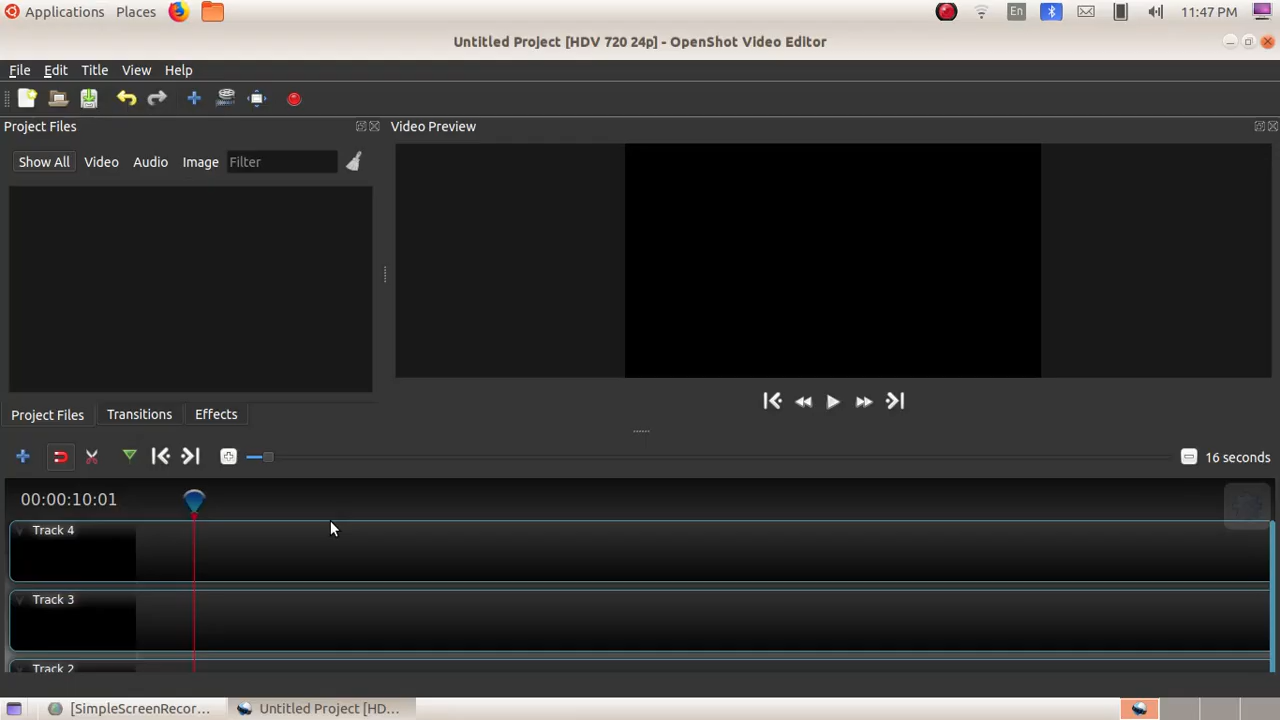 Applications Places En 11:47 PM
Untitled Project [HDV 720 24p] - OpenShot Video Editor
File Edit Title View Help
Project Files Video Preview
Show All Video Audio Image Filter
Project Files Transitions Effects
16 seconds
00:00:10:01
Track 4
Track 3
Track 2
[SimpleScreenRecor... Untitled Project [HD...